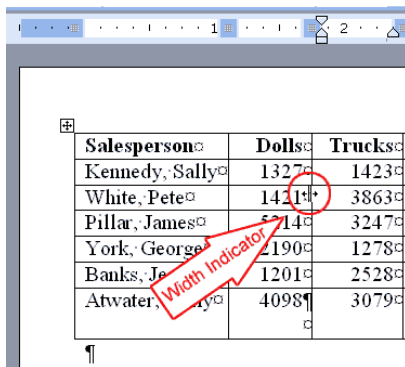 1 2
Salesperson Dolls Trucks
Kennedy, Sally 1327 1423
White, Pete 1421 3863
Pillar, James 3247
York, George 2190 1278
Banks, 1201 2528
Atwater, 4098¶ 3079
¶
Width Indicator